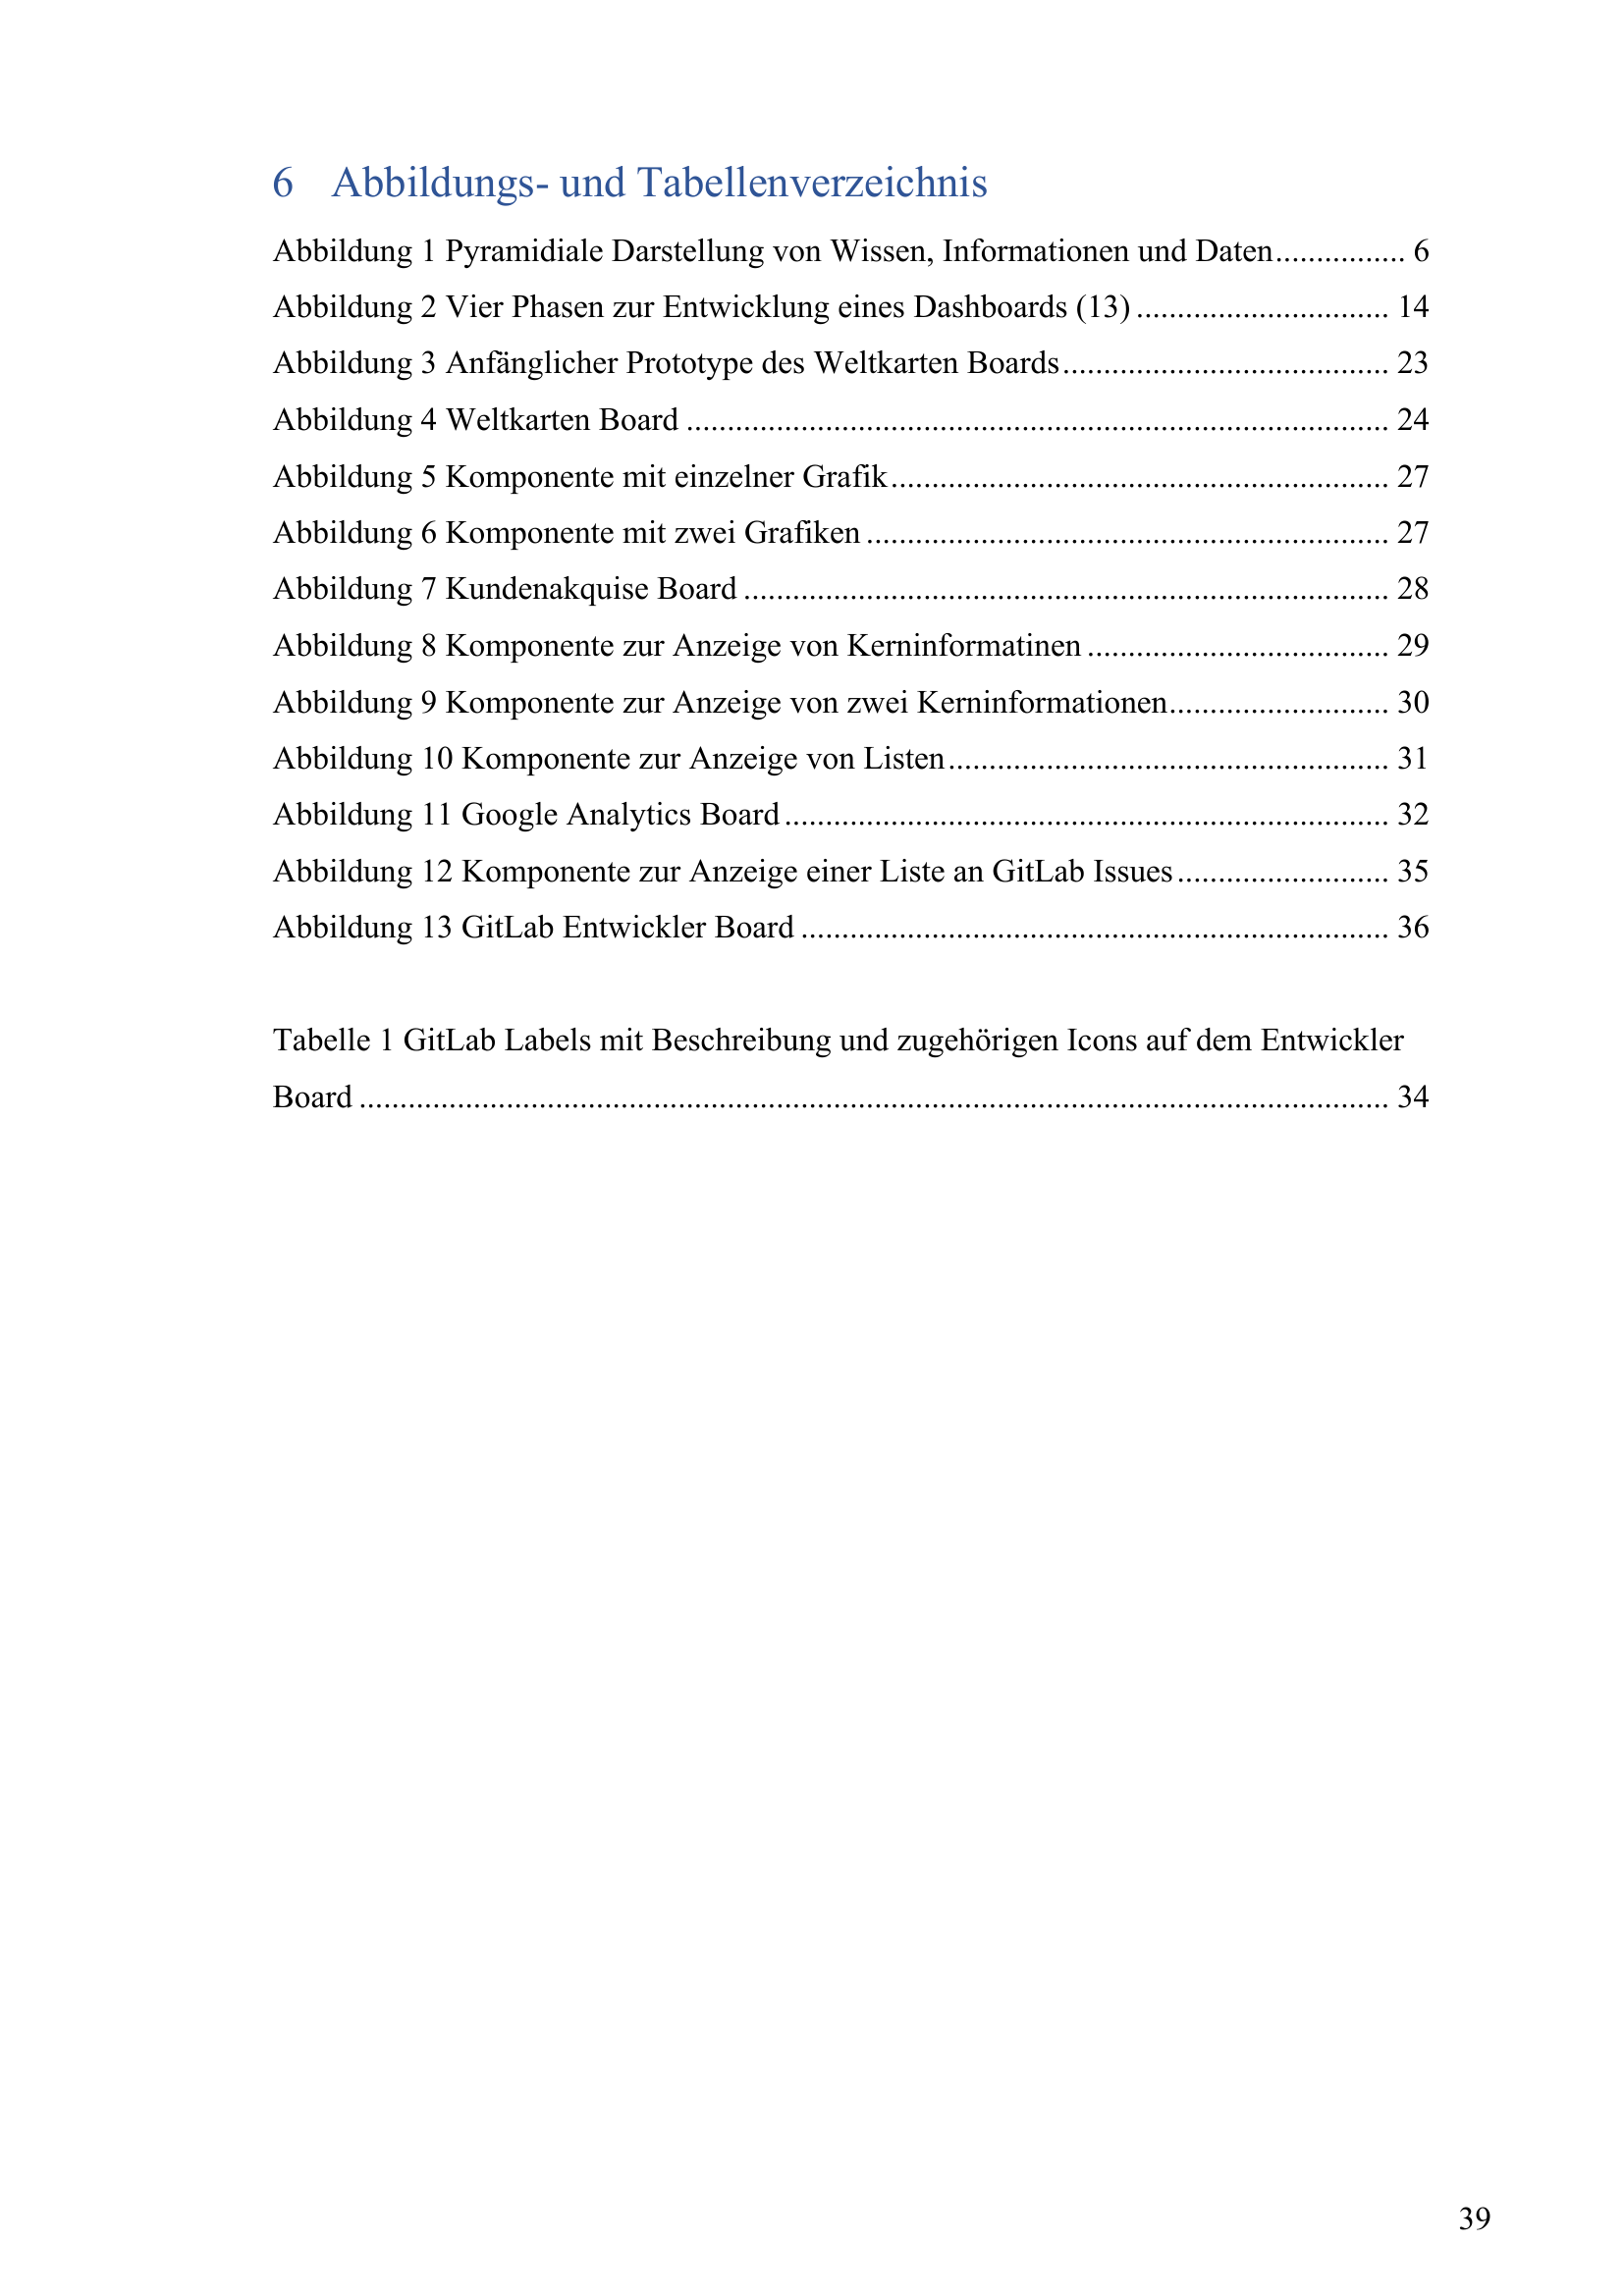 6 Abbildungs- und Tabellenverzeichnis
Abbildung 1 Pyramidiale Darstellung von Wissen, Informationen und Daten................ 6
Abbildung 2 Vier Phasen zur Entwicklung eines Dashboards (13) ............................... 14
Abbildung 3 Anfänglicher Prototype des Weltkarten Boards........................................ 23
Abbildung 4 Weltkarten Board ...................................................................................... 24
Abbildung 5 Komponente mit einzelner Grafik............................................................. 27
Abbildung 6 Komponente mit zwei Grafiken ................................................................ 27
Abbildung 7 Kundenakquise Board ............................................................................... 28
Abbildung 8 Komponente zur Anzeige von Kerninformatinen ..................................... 29
Abbildung 9 Komponente zur Anzeige von zwei Kerninformationen........................... 30
Abbildung 10 Komponente zur Anzeige von Listen...................................................... 31
Abbildung 11 Google Analytics Board.......................................................................... 32
Abbildung 12 Komponente zur Anzeige einer Liste an GitLab Issues.......................... 35
Abbildung 13 GitLab Entwickler Board ........................................................................ 36
Tabelle 1 GitLab Labels mit Beschreibung und zugehörigen Icons auf dem Entwickler
Board .............................................................................................................................. 34
39